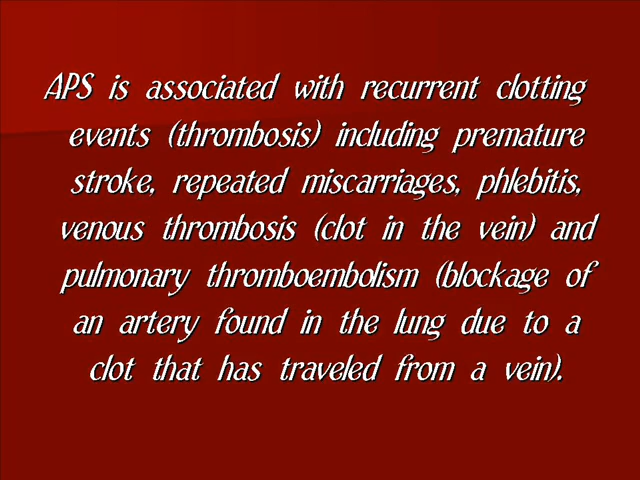 APS is associated with recurrent clotting
events (thrombosis) including premature
stroke, repeated miscarriages, phlebitis,
venous thrombosis (clot in the vein) and
pulmonary thromboembolism (blockage of
an artery found in the lung due to a
clot that has traveled from a vein).